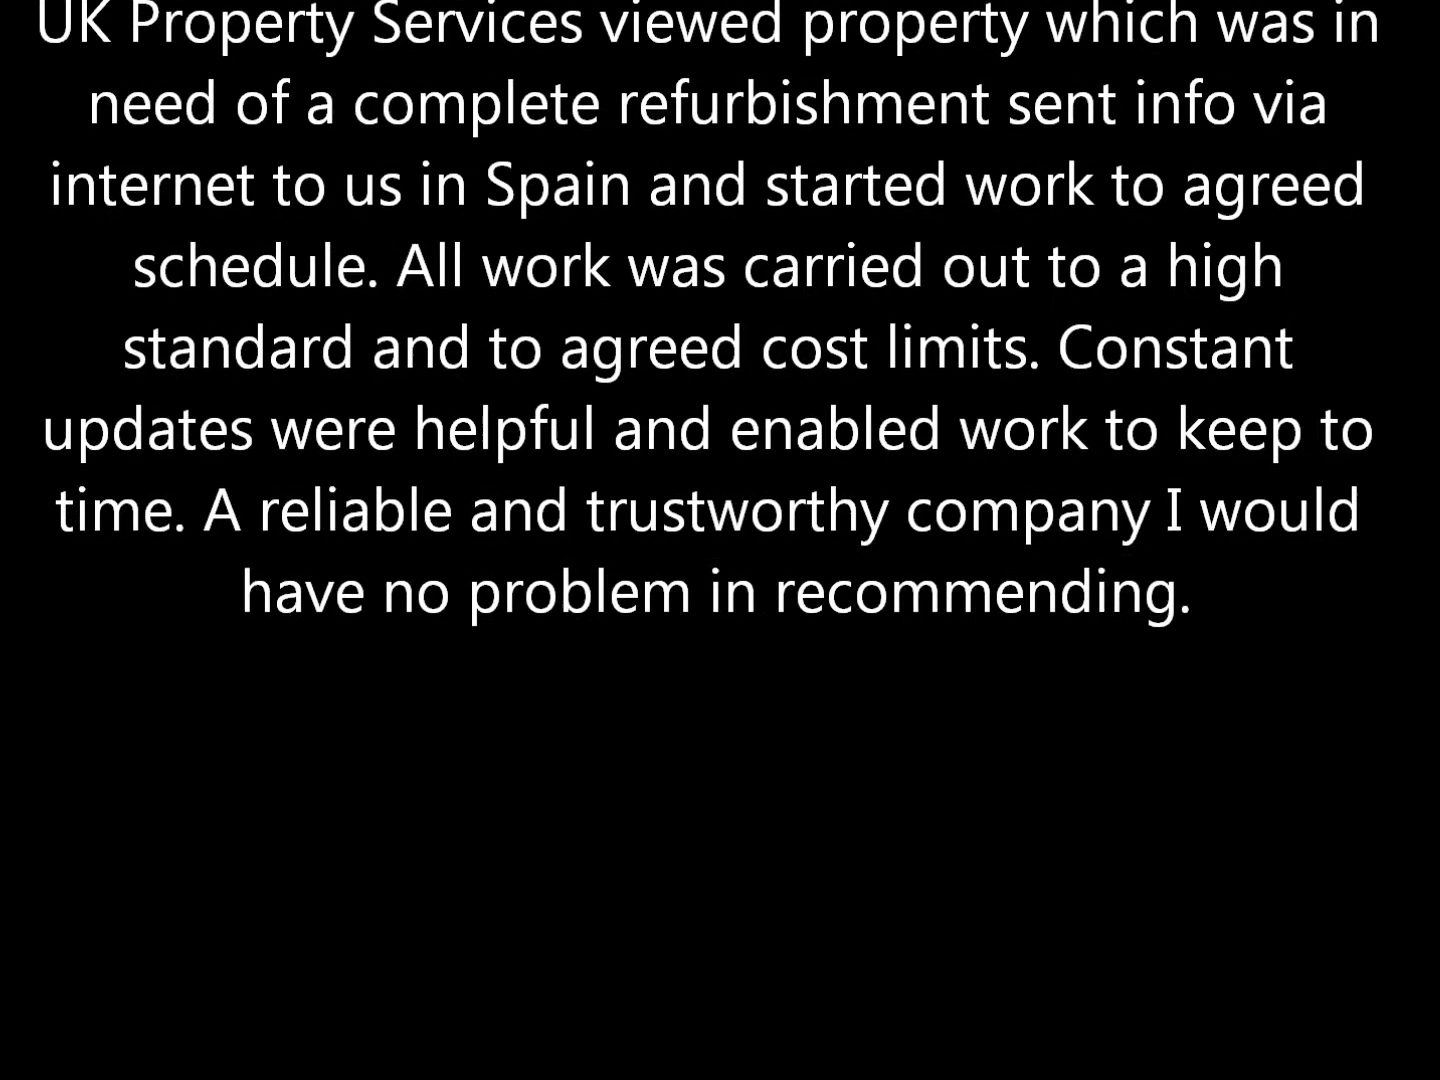 UK Property Services viewed property which was in
need of a complete refurbishment sent info via
internet to us in Spain and started work to agreed
schedule. All work was carried out to a high
standard and to agreed cost limits. Constant
updates were helpful and enabled work to keep to
time. A reliable and trustworthy company I would
have no problem in recommending.